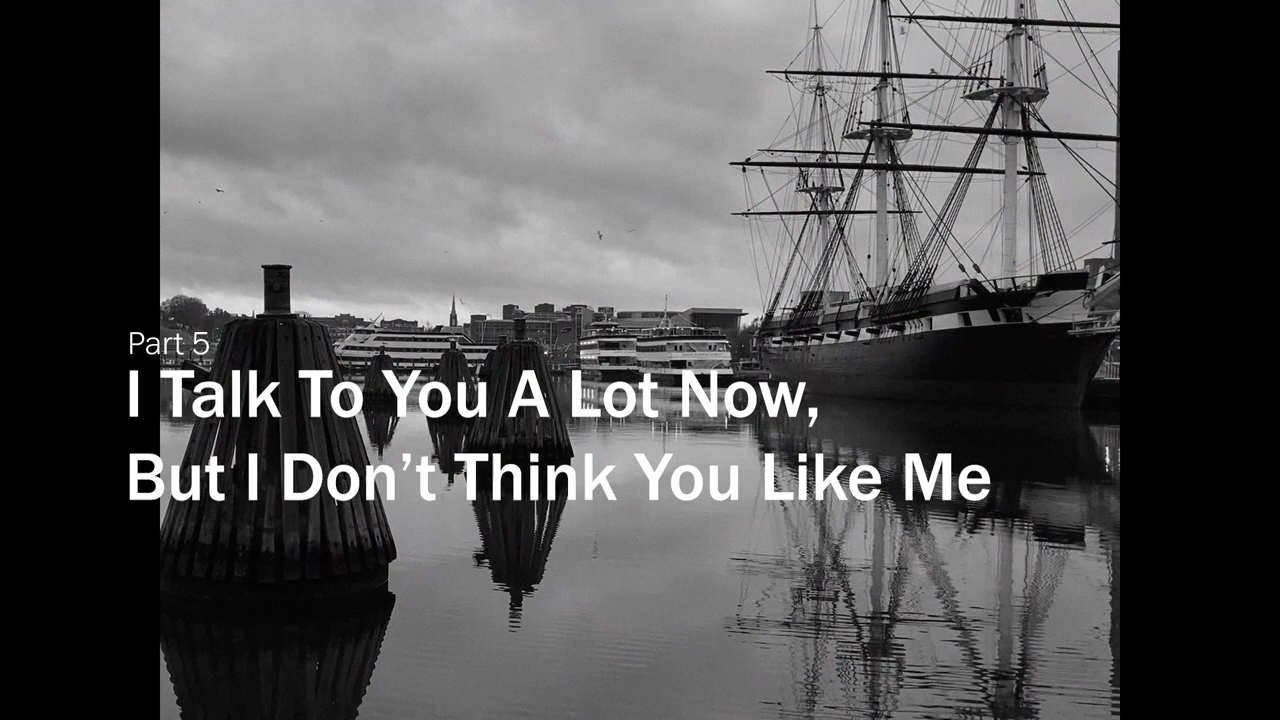 Part 5
I Talk To You A Lot Now,
But I Don’t Think You Like Me